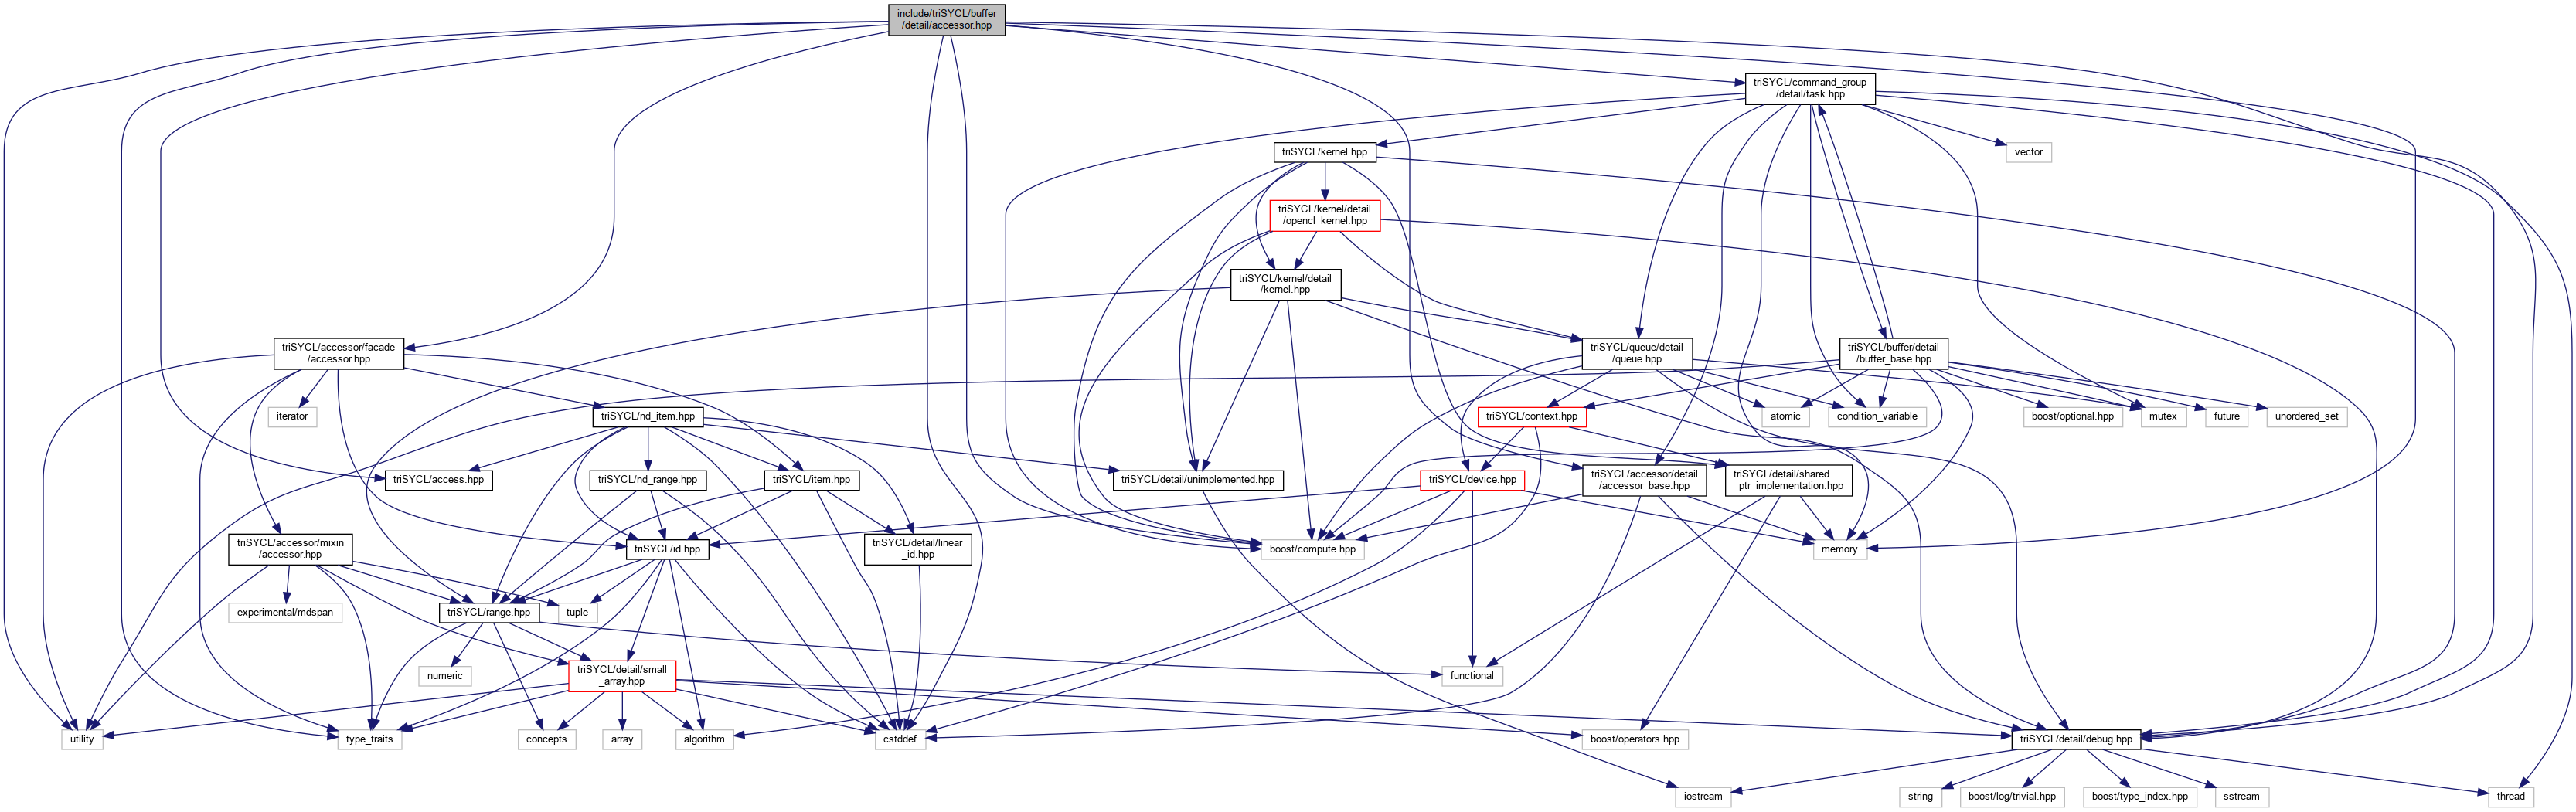 include/triSYCL/buffer
/detail/accessor.hpp
triSYCL/command_group
/detail/task.hpp
triSYCL/kernel.hpp
vector
triSYCL/kernel/detail
/opencl_kernel.hpp
triSYCL/kernel/detail
/kernel.hpp
triSYCL/accessor/facade
/accessor.hpp
triSYCL/queue/detail
/queue.hpp
triSYCL/buffer/detail
/buffer_base.hpp
iterator
triSYCL/nd_item.hpp
triSYCL/context.hpp
atomic
condition_variable
boost/optional.hpp
mutex
future
unordered_set
triSYCL/access.hpp
triSYCL/nd_range.hpp
triSYCL/item.hpp
triSYCL/detail/unimplemented.hpp
triSYCL/device.hpp
triSYCL/accessor/detail
/accessor_base.hpp
triSYCL/detail/shared
_ptr_implementation.hpp
triSYCL/accessor/mixin
/accessor.hpp
triSYCL/id.hpp
triSYCL/detail/linear
_id.hpp
boost/compute.hpp
memory
experimental/mdspan
triSYCL/range.hpp
tuple
numeric
triSYCL/detail/small
_array.hpp
functional
utility
type_traits
concepts
array
algorithm
cstddef
boost/operators.hpp
triSYCL/detail/debug.hpp
iostream
string
boost/log/trivial.hpp
boost/type_index.hpp
sstream
thread